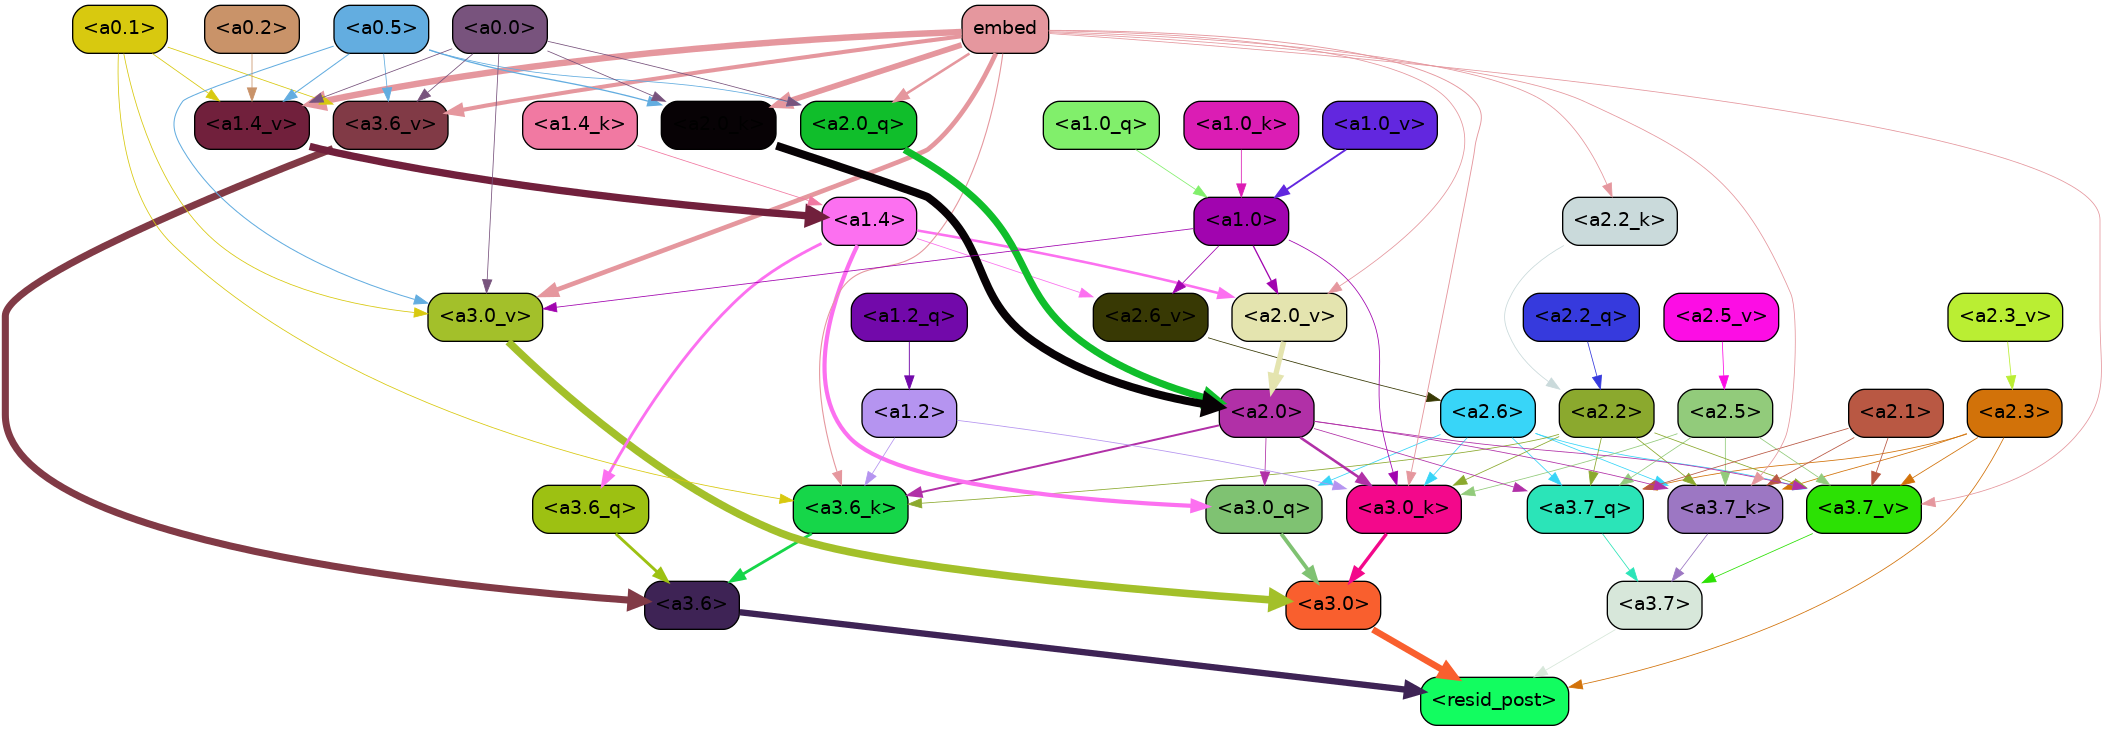 <a0.1>
<a0.2>
<a0.5>
<a0.0>
embed
<a1.4_v>
<a3.6_v>
<a1.4_k>
<a2.0_k>
<a2.0_q>
<a1.0_q>
<a1.0_k>
<a1.0_v>
<a1.4>
<a1.0>
<a2.2_k>
<a3.0_v>
<a1.2_q>
<a2.6_v>
<a2.0_v>
<a2.2_q>
<a2.5_v>
<a2.3_v>
<a1.2>
<a2.0>
<a2.6>
<a2.2>
<a2.5>
<a2.1>
<a2.3>
<a3.6_q>
<a3.6_k>
<a3.0_q>
<a3.0_k>
<a3.7_q>
<a3.7_k>
<a3.7_v>
<a3.6>
<a3.0>
<a3.7>
<resid_post>